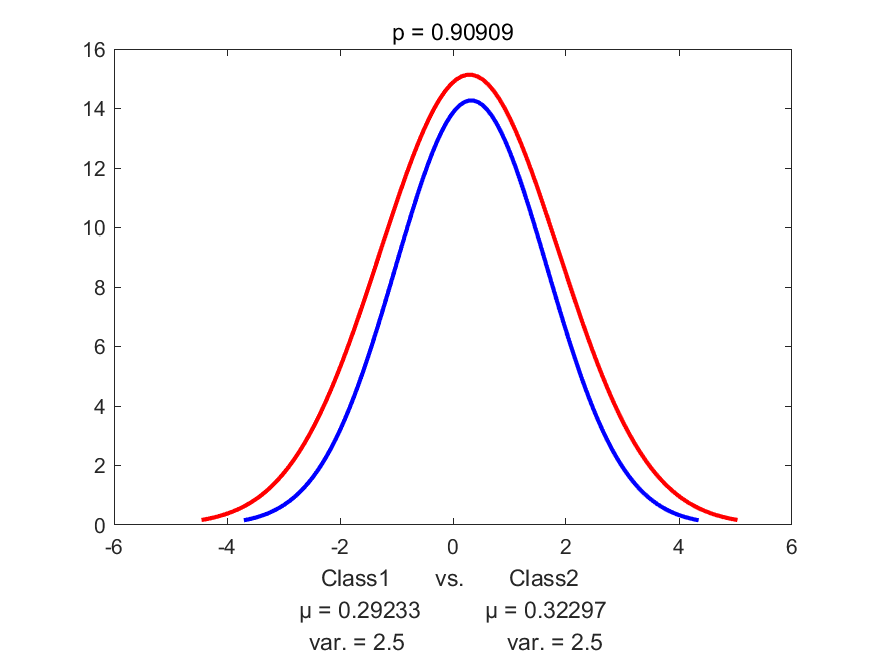 p = 0.90909
16
14
12
10
8
6
4
2
0
-6 -4 -2 0 2 4 6
Class1 vs. Class2
μ = 0.29233 μ = 0.32297
var. = 2.5 var. = 2.5